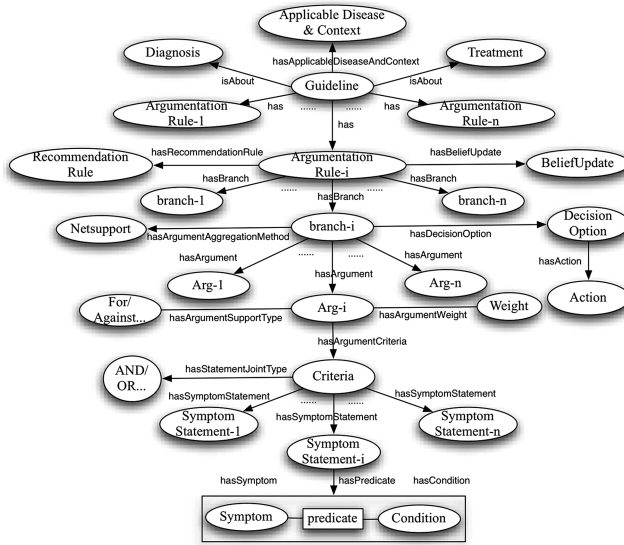 Applicable Disease
& Context
Diagnosis
Treatment
hasApplicableDiseaseAndContext
isAbout
isAbout
Guideline
Argumentation
Rule-1
has
......
......
has
Argumentation
Rule-n
has
Recommendation
Rule
hasRecommendationRule
Argumentation
Rule-i
hasBeliefUpdate
BeliefUpdate
hasBranch
......
......
hasBranch
branch-1
hasBranch
branch-n
Netsupport
hasArgumentAggregationMethod
branch-i
hasDecisionOption
Decision
Option
......
......
hasArgument
hasArgument
hasArgument
hasAction
Arg-1
Arg-n
For/
Against...
hasArgumentSupportType
Arg-i
hasArgumentWeight
Weight
Action
hasArgumentCriteria
AND/
OR...
hasStatementJointType
Criteria
hasSymptomStatement
......
......
hasSymptomStatement
hasSymptomStatement
Symptom
Statement-1
Symptom
Statement-n
Symptom
Statement-i
hasSymptom
hasPredicate
hasCondition
Symptom
predicate
Condition